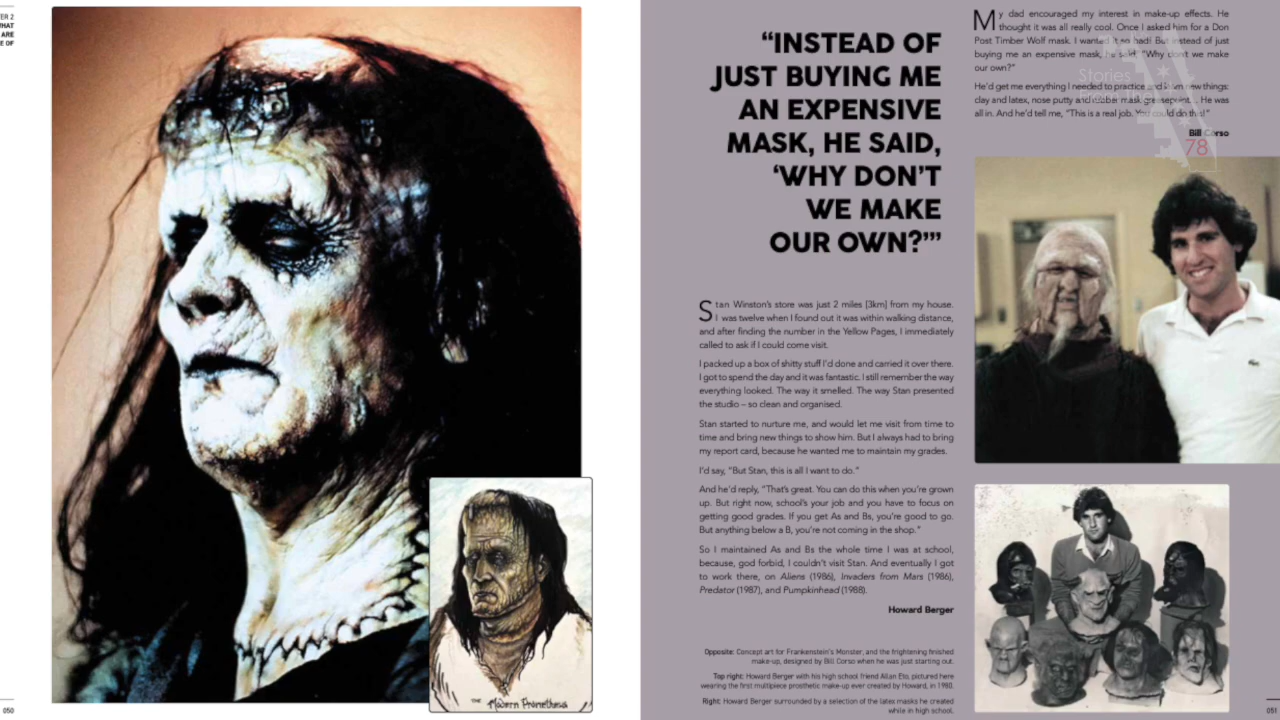 ER 2
HAT
ARE
E OF
050
THE Modern Prometheus
“INSTEAD OF
JUST BUYING ME
AN EXPENSIVE
MASK, HE SAID,
‘WHY DON’T
WE MAKE
OUR OWN?’”
Stan Winston’s store was just 2 miles [3km] from my house.
I was twelve when I found out it was within walking distance,
and after finding the number in the Yellow Pages, I immediately
called to ask if I could come visit.
I packed up a box of shitty stuff I’d done and carried it over there.
I got to spend the day and it was fantastic. I still remember the way
everything looked. The way it smelled. The way Stan presented
the studio – so clean and organised.
Stan started to nurture me, and would let me visit from time to
time and bring new things to show him. But I always had to bring
my report card, because he wanted me to maintain my grades.
I’d say, “But Stan, this is all I want to do.”
And he’d reply, “That’s great. You can do this when you’re grown
up. But right now, school’s your job and you have to focus on
getting good grades. If you get As and Bs, you’re good to go.
But anything below a B, you’re not coming in the shop.”
So I maintained As and Bs the whole time I was at school,
because, god forbid, I couldn’t visit Stan. And eventually I got
to work there, on Aliens (1986), Invaders from Mars (1986),
Predator (1987), and Pumpkinhead (1988).
Howard Berger
Opposite: Concept art for Frankenstein’s Monster, and the frightening finished
make-up, designed by Bill Corso when he was just starting out.
Top right: Howard Berger with his high school friend Allan Eto, pictured here
wearing the first multipiece prosthetic make-up ever created by Howard, in 1980.
Right: Howard Berger surrounded by a selection of the latex masks he created
while in high school.
My dad encouraged my interest in make-up effects. He
thought it was all really cool. Once I asked him for a Don
Post Timber Wolf mask. I wanted it so bad! But instead of just
buying me an expensive mask, he said, “Why don’t we make
our own?”
He’d get me everything I needed to practice and learn new things:
clay and latex, nose putty and rubber mask greasepaint... He was
all in. And he’d tell me, “This is a real job. You could do this!”
Bill Corso
Stories
78
051